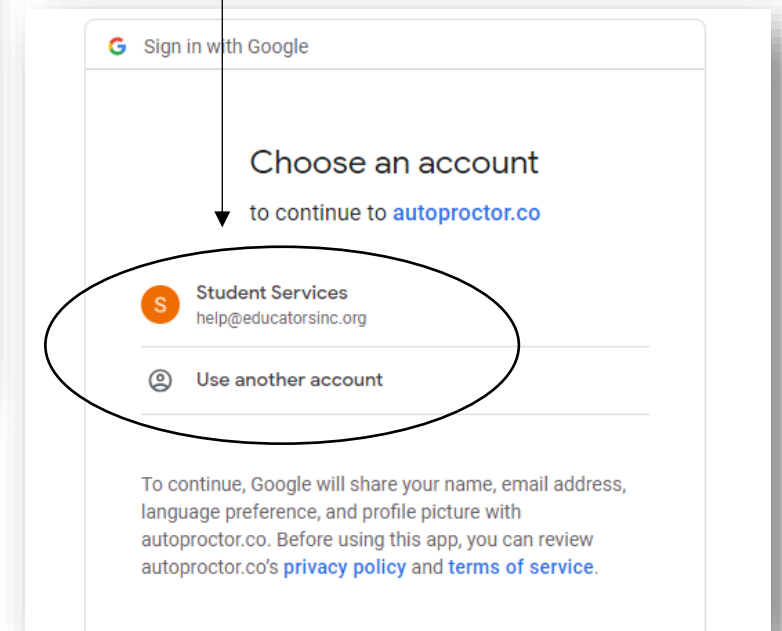 Sign in with Google
Choose an account
to continue to autoproctor.co
S
Student Services
help@educatorsinc.org
Use another account
To continue, Google will share your name, email address,
language preference, and profile picture with
autoproctor.co. Before using this app, you can review
autoproctor.co's privacy policy and terms of service.